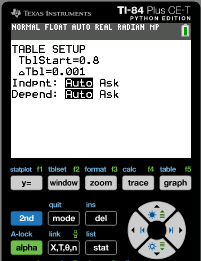 TEXAS INSTRUMENTS TI-84 Plus CE-T
PYTHON EDITION
NORMAL FLOAT AUTO REAL RADIAN MP
TABLE SETUP
TblStart=0.8
△Tbl=0.001
Indpnt: Auto Ask
Depend: Auto Ask
statplot f1 tblset f2 format f3 calc f4 table f5
y= window zoom trace graph
quit ins
2nd mode del
A-lock link list
alpha X,T,θ,n stat